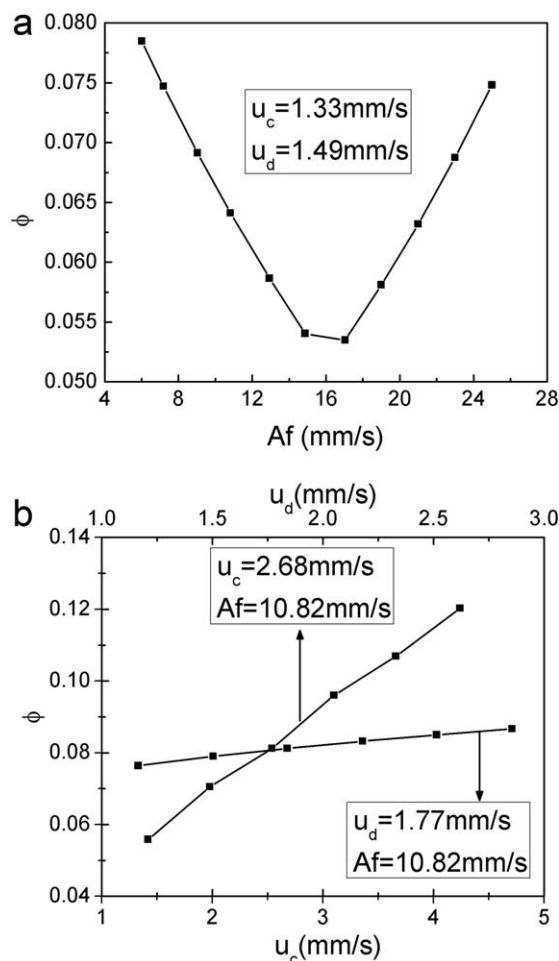 a
0.080
0.075
0.070
0.065
0.060
0.055
0.050
ϕ
u_c=1.33mm/s
u_d=1.49mm/s
4 8 12 16 20 24 28
Af (mm/s)
b
u_d(mm/s)
1.0 1.5 2.0 2.5 3.0
0.14
0.12
0.10
0.08
0.06
0.04
ϕ
u_c=2.68mm/s
Af=10.82mm/s
u_d=1.77mm/s
Af=10.82mm/s
1 2 3 4 5
u_c(mm/s)